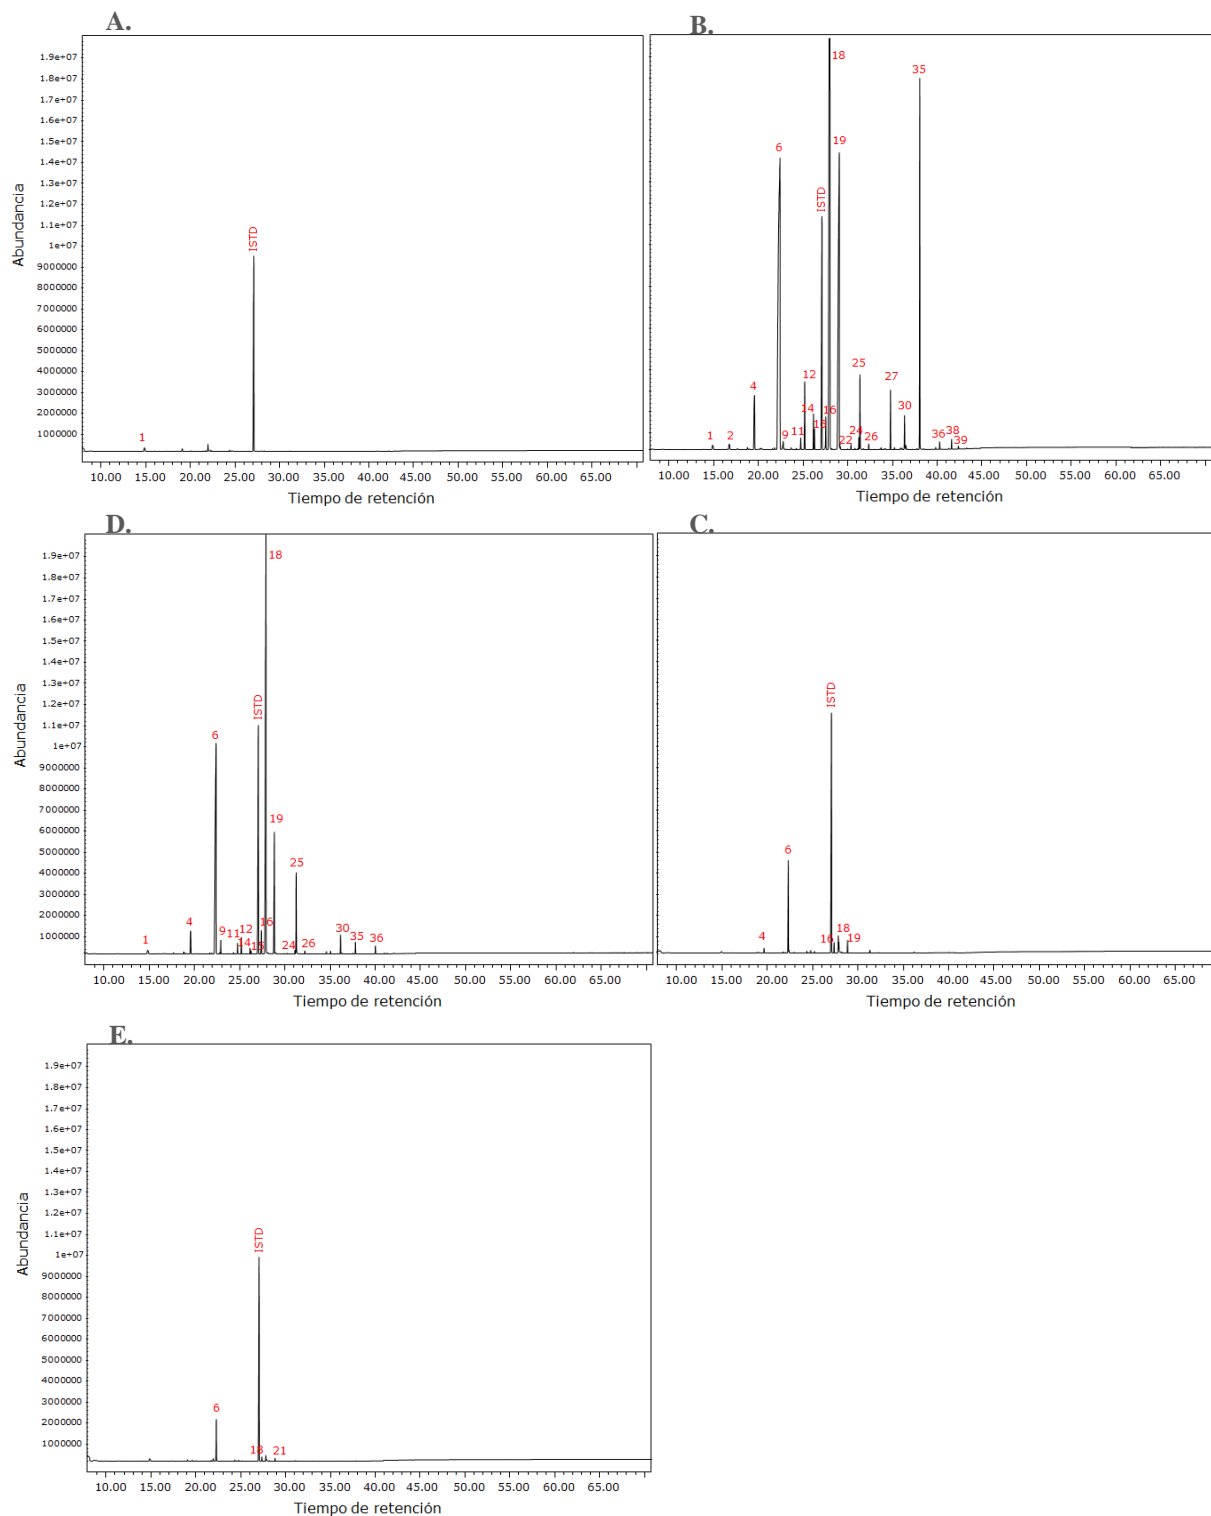 A.
1.9e+07
1.8e+07
1.7e+07
1.6e+07
1.5e+07
1.4e+07
1.3e+07
1.2e+07
1.1e+07
1e+07
9000000
8000000
7000000
6000000
5000000
4000000
3000000
2000000
1000000
Abundancia
1
ISTD
10.00 15.00 20.00 25.00 30.00 35.00 40.00 45.00 50.00 55.00 60.00 65.00
Tiempo de retención
B.
18
35
19
6
ISTD
25
12
27
4
14
16
30
15
1 2
9
11
22
24
26
36
38
39
10.00 15.00 20.00 25.00 30.00 35.00 40.00 45.00 50.00 55.00 60.00 65.00
Tiempo de retención
D.
1.9e+07
1.8e+07
1.7e+07
1.6e+07
1.5e+07
1.4e+07
1.3e+07
1.2e+07
1.1e+07
1e+07
9000000
8000000
7000000
6000000
5000000
4000000
3000000
2000000
1000000
Abundancia
18
ISTD
6
19
25
4
16
12
9
11
30
35
14
15
24
26
36
1
10.00 15.00 20.00 25.00 30.00 35.00 40.00 45.00 50.00 55.00 60.00 65.00
Tiempo de retención
C.
ISTD
6
18
4
16
19
10.00 15.00 20.00 25.00 30.00 35.00 40.00 45.00 50.00 55.00 60.00 65.00
Tiempo de retención
E.
1.9e+07
1.8e+07
1.7e+07
1.6e+07
1.5e+07
1.4e+07
1.3e+07
1.2e+07
1.1e+07
1e+07
9000000
8000000
7000000
6000000
5000000
4000000
3000000
2000000
1000000
Abundancia
ISTD
6
18
21
10.00 15.00 20.00 25.00 30.00 35.00 40.00 45.00 50.00 55.00 60.00 65.00
Tiempo de retención